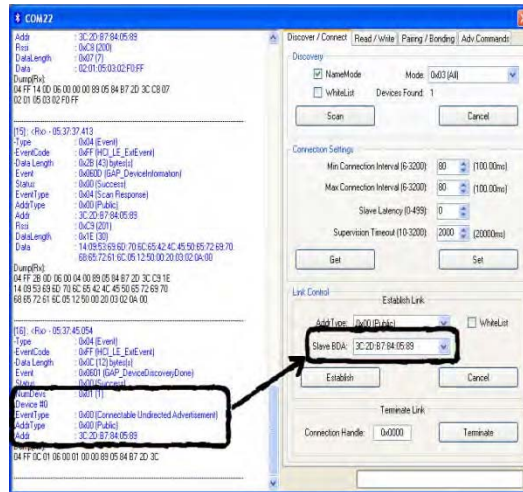 COM22
Addr : 3C:2D:B7:84:05:89
Rssi : 0xC8 (200)
DataLength : 0x07 (7)
Data : 02:01:05:03:02:F0:FF
Dump(Rx):
04 FF 14 0D 06 00 00 00 89 05 84 B7 2D 3C C8 07
02 01 05 03 02 F0 FF
[15] : <Rx> - 05:37:37.413
-Type : 0x04 (Event)
-EventCode : 0xFF (HCI_LE_ExtEvent)
-Data Length : 0x2B (43) bytes(s)
Event : 0x060D (GAP_DeviceInformation)
Status : 0x00 (Success)
EventType : 0x04 (Scan Response)
AddrType : 0x00 (Public)
Addr : 3C:2D:B7:84:05:89
Rssi : 0xC9 (201)
DataLength : 0x1E (30)
Data : 14:09:53:69:6D:70:6C:65:42:4C:45:50:65:72:69:70
68:65:72:61:6C:05:12:50:00:20:03:02:0A:00
Dump(Rx):
04 FF 2B 0D 06 00 04 00 89 05 84 B7 2D 3C C9 1E
14 09 53 69 6D 70 6C 65 42 4C 45 50 65 72 69 70
68 65 72 61 6C 05 12 50 00 20 03 02 0A 00
[16] : <Rx> - 05:37:45.054
-Type : 0x04 (Event)
-EventCode : 0xFF (HCI_LE_ExtEvent)
-Data Length : 0x0C (12) bytes(s)
Event : 0x0601 (GAP_DeviceDiscoveryDone)
Status : 0x00 (Success)
NumDevs : 0x01 (1)
Device #0
EventType : 0x00 (Connectable Undirected Advertisement)
AddrType : 0x00 (Public)
Addr : 3C:2D:B7:84:05:89
04 FF 0C 01 06 00 01 00 00 89 05 84 B7 2D 3C
Discover / Connect Read / Write Pairing / Bonding Adv.Commands
Discovery
NameMode Mode 0x03 (All)
WhiteList Devices Found: 1
Scan Cancel
Connection Settings
Min Connection Interval (6-3200): 80 (100.00ms)
Max Connection Interval (6-3200): 80 (100.00ms)
Slave Latency (0-499): 0
Supervision Timeout (10-3200): 2000 (20000ms)
Get Set
Link Control
Establish Link
AddrType: 0x00 (Public) WhiteList
Slave BDA: 3C:2D:B7:84:05:89
Establish Cancel
Terminate Link
Connection Handle: 0x0000 Terminate